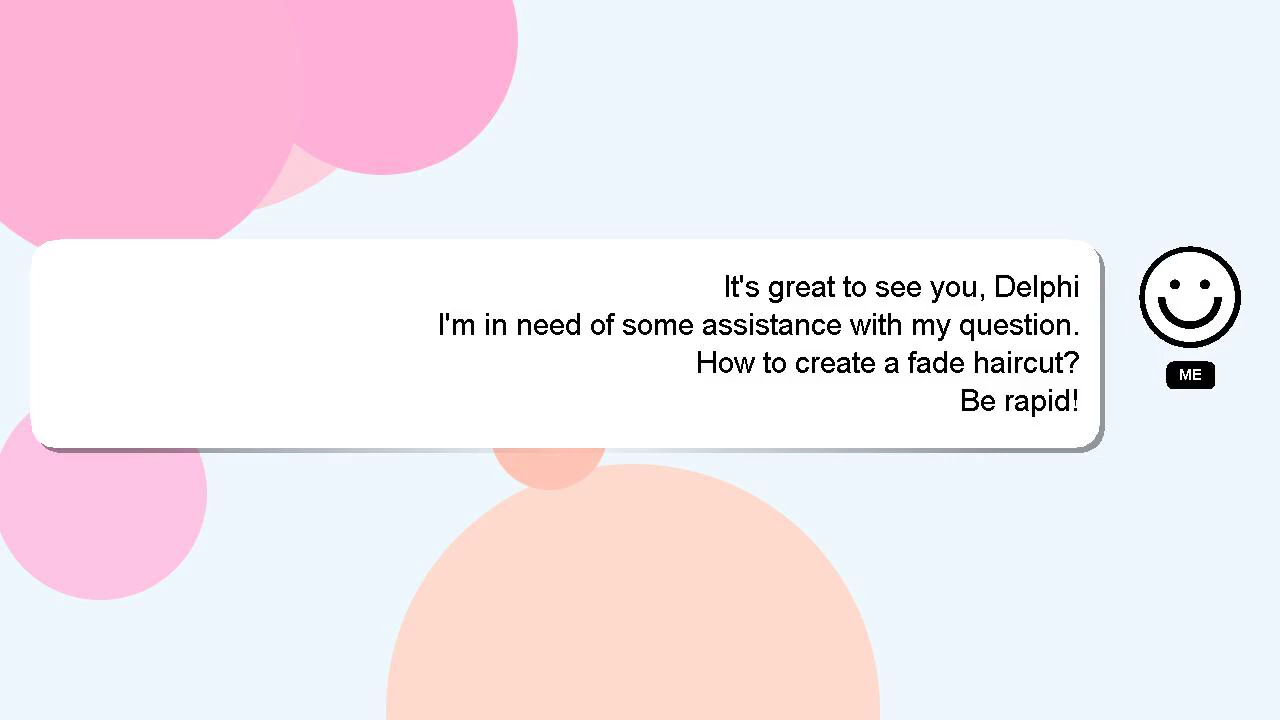 It's great to see you, Delphi
I'm in need of some assistance with my question.
How to create a fade haircut?
Be rapid!
ME